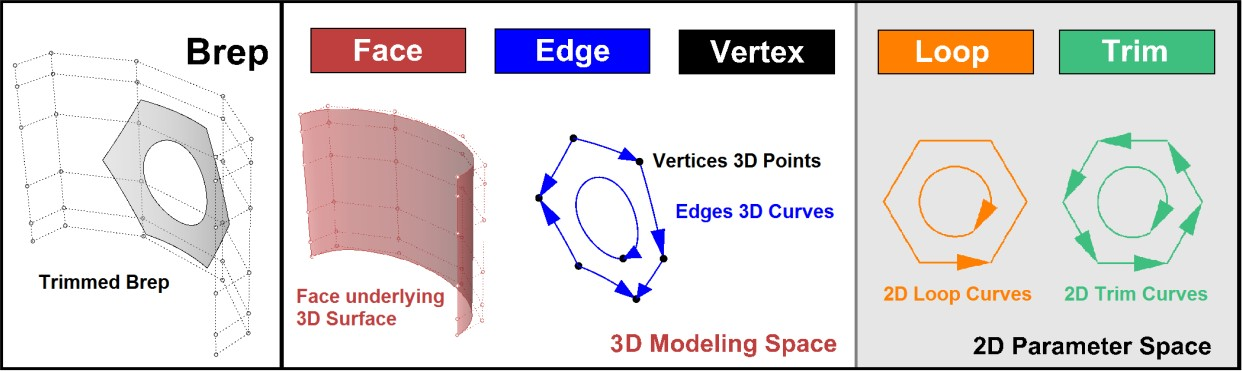 Brep
Trimmed Brep
Face
Edge
Vertex
Vertices 3D Points
Edges 3D Curves
Face underlying
3D Surface
3D Modeling Space
Loop
Trim
2D Loop Curves
2D Trim Curves
2D Parameter Space